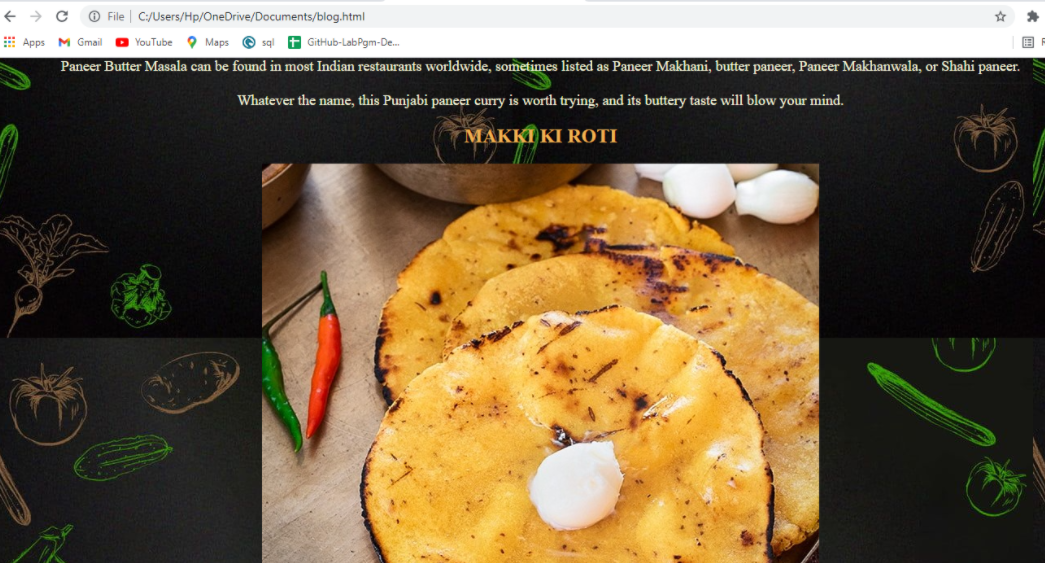 File C:/Users/Hp/OneDrive/Documents/blog.html
Apps Gmail YouTube Maps sql GitHub-LabPgm-De...
Paneer Butter Masala can be found in most Indian restaurants worldwide, sometimes listed as Paneer Makhani, butter paneer, Paneer Makhanwala, or Shahi paneer.
Whatever the name, this Punjabi paneer curry is worth trying, and its buttery taste will blow your mind.
MAKKI KI ROTI